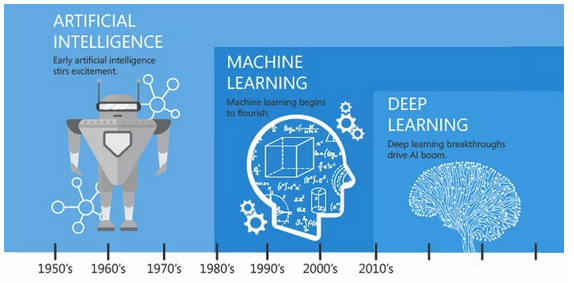 ARTIFICIAL
INTELLIGENCE
Early artificial intelligence
stirs excitement.
MACHINE
LEARNING
Machine learning begins
to flourish.
DEEP
LEARNING
Deep learning breakthroughs
drive AI boom.
1950's 1960's 1970's 1980's 1990's 2000's 2010's